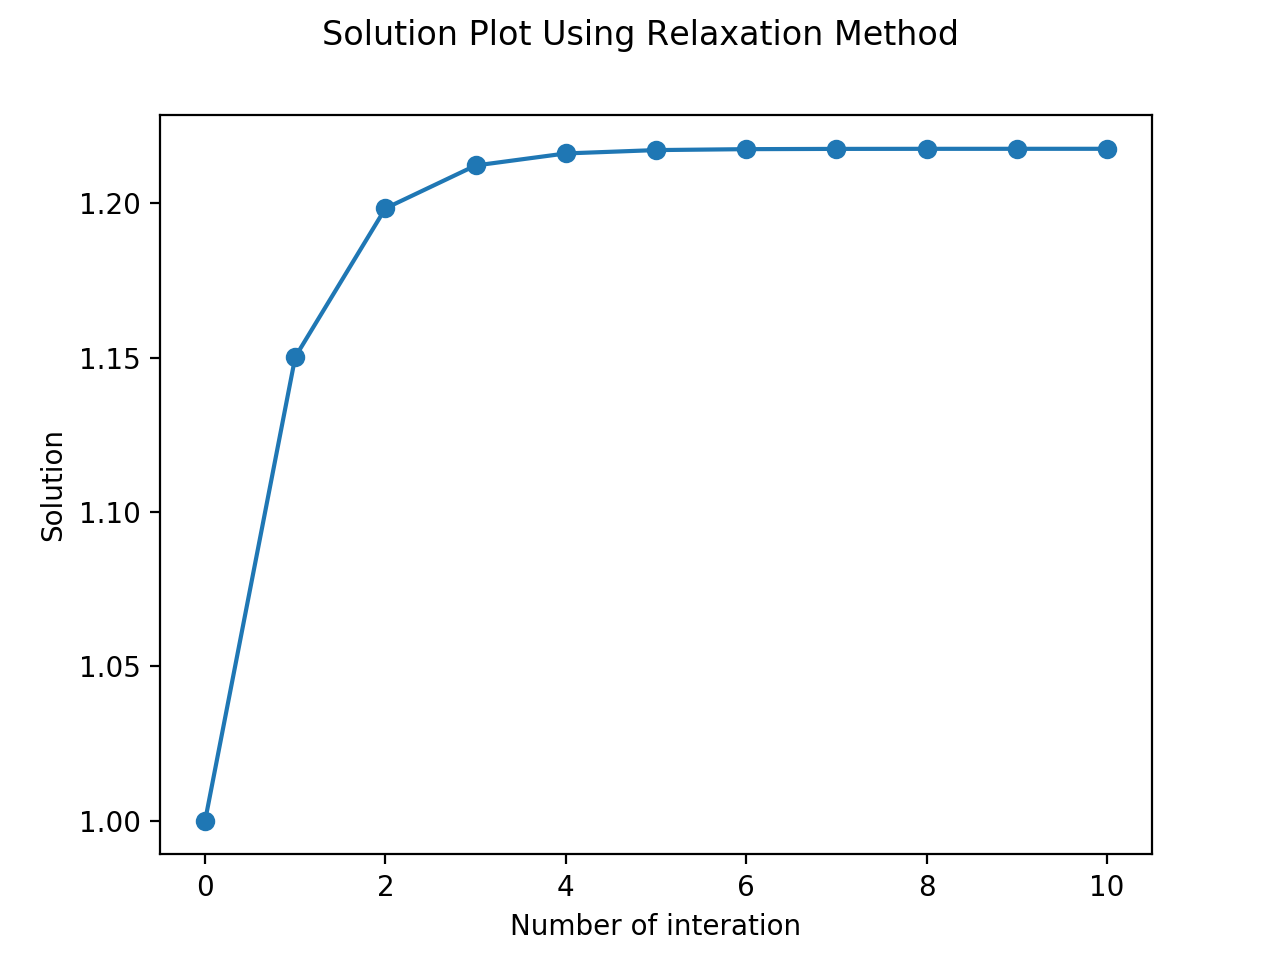 Solution Plot Using Relaxation Method
1.20
1.15
1.10
1.05
1.00
Solution
0 2 4 6 8 10
Number of interation